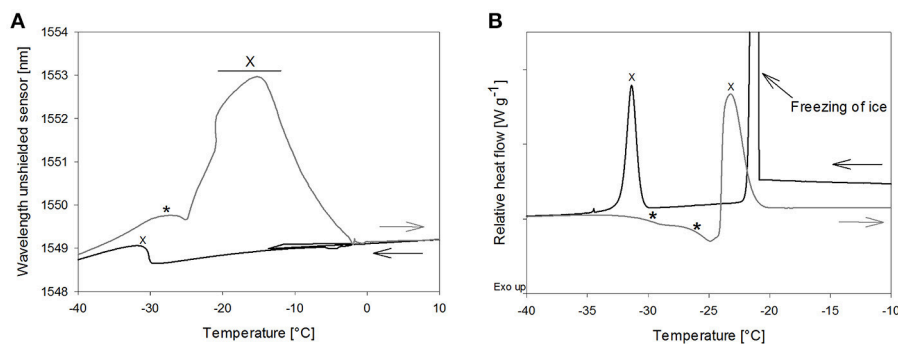 A
Wavelength unshielded sensor [nm]
1554
1553
1552
1551
1550
1549
1548
X
*
x
-40
-30
-20
-10
0
10
Temperature [°C]
B
Relative heat flow [W g-1]
x
x
Freezing of ice
*
*
Exo up
-40
-35
-30
-25
-20
-15
-10
Temperature [°C]